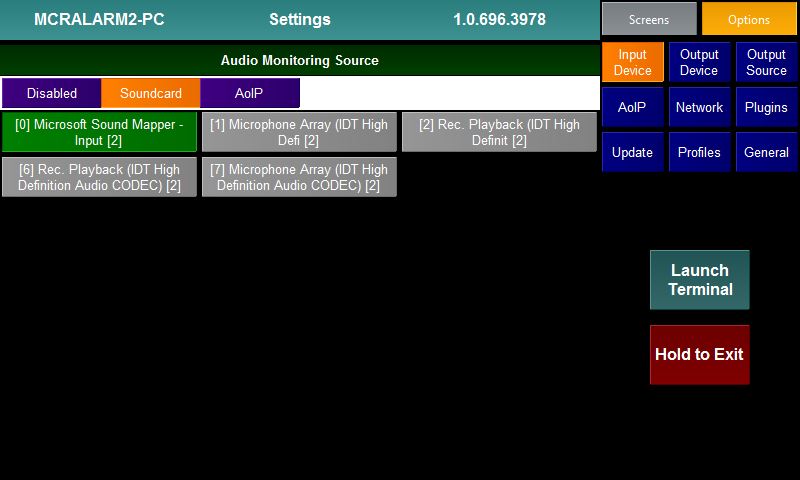 MCRALARM2-PC Settings 1.0.696.3978
Screens Options
Audio Monitoring Source
Disabled Soundcard AoIP
[0] Microsoft Sound Mapper -
Input [2]
[1] Microphone Array (IDT High
Defi [2]
[2] Rec. Playback (IDT High
Definit [2]
[6] Rec. Playback (IDT High
Definition Audio CODEC) [2]
[7] Microphone Array (IDT High
Definition Audio CODEC) [2]
Input
Device
Output
Device
Output
Source
AoIP Network Plugins
Update Profiles General
Launch
Terminal
Hold to Exit